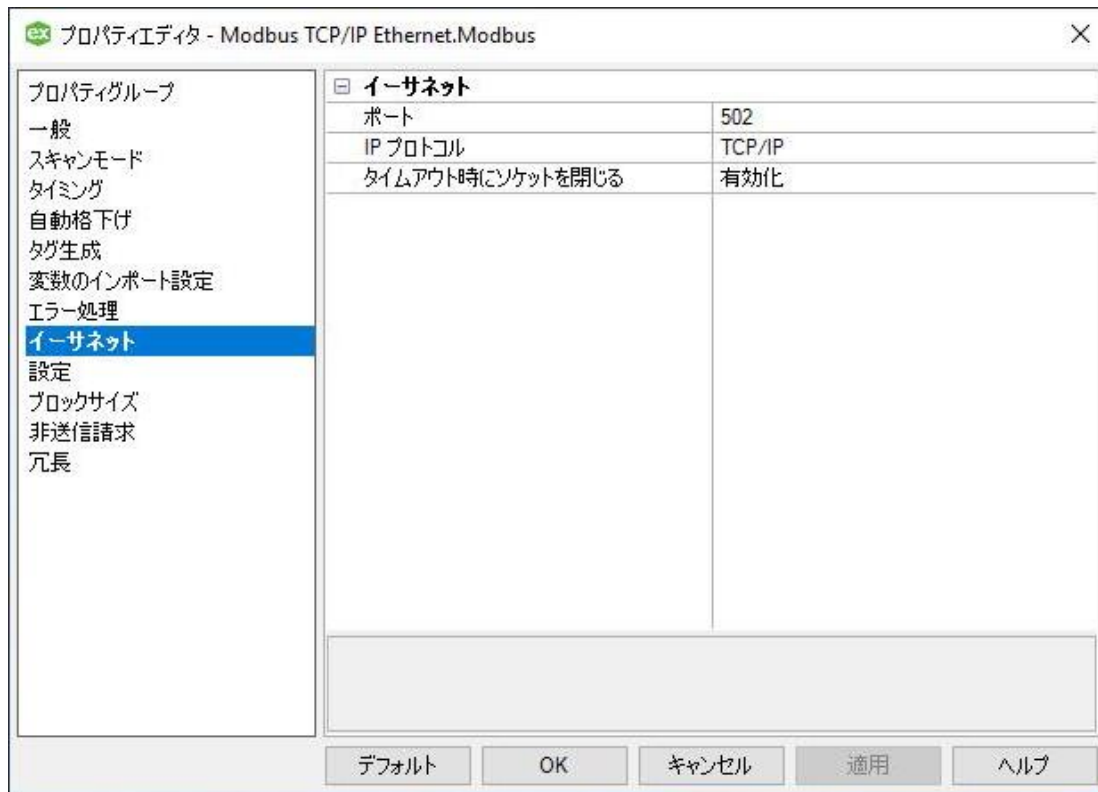 ex プロパティエディタ - Modbus TCP/IP Ethernet.Modbus
プロパティグループ
一般
スキャンモード
タイミング
自動格下げ
タグ生成
変数のインポート設定
エラー処理
イーサネット
設定
ブロックサイズ
非送信請求
冗長
イーサネット
ポート 502
IP プロトコル TCP/IP
タイムアウト時にソケットを閉じる 有効化
デフォルト OK キャンセル 適用 ヘルプ